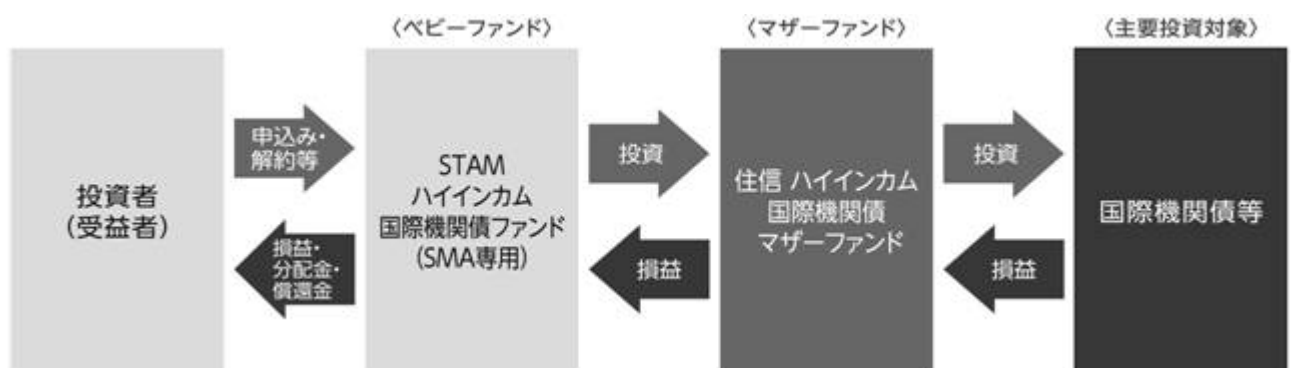 〈ベビーファンド〉
〈マザーファンド〉
〈主要投資対象〉
投資者
(受益者)
申込み・
解約等
損益・
分配金・
償還金
STAM
ハイインカム
国際機関債ファンド
(SMA専用)
投資
損益
住信 ハイインカム
国際機関債
マザーファンド
投資
損益
国際機関債等